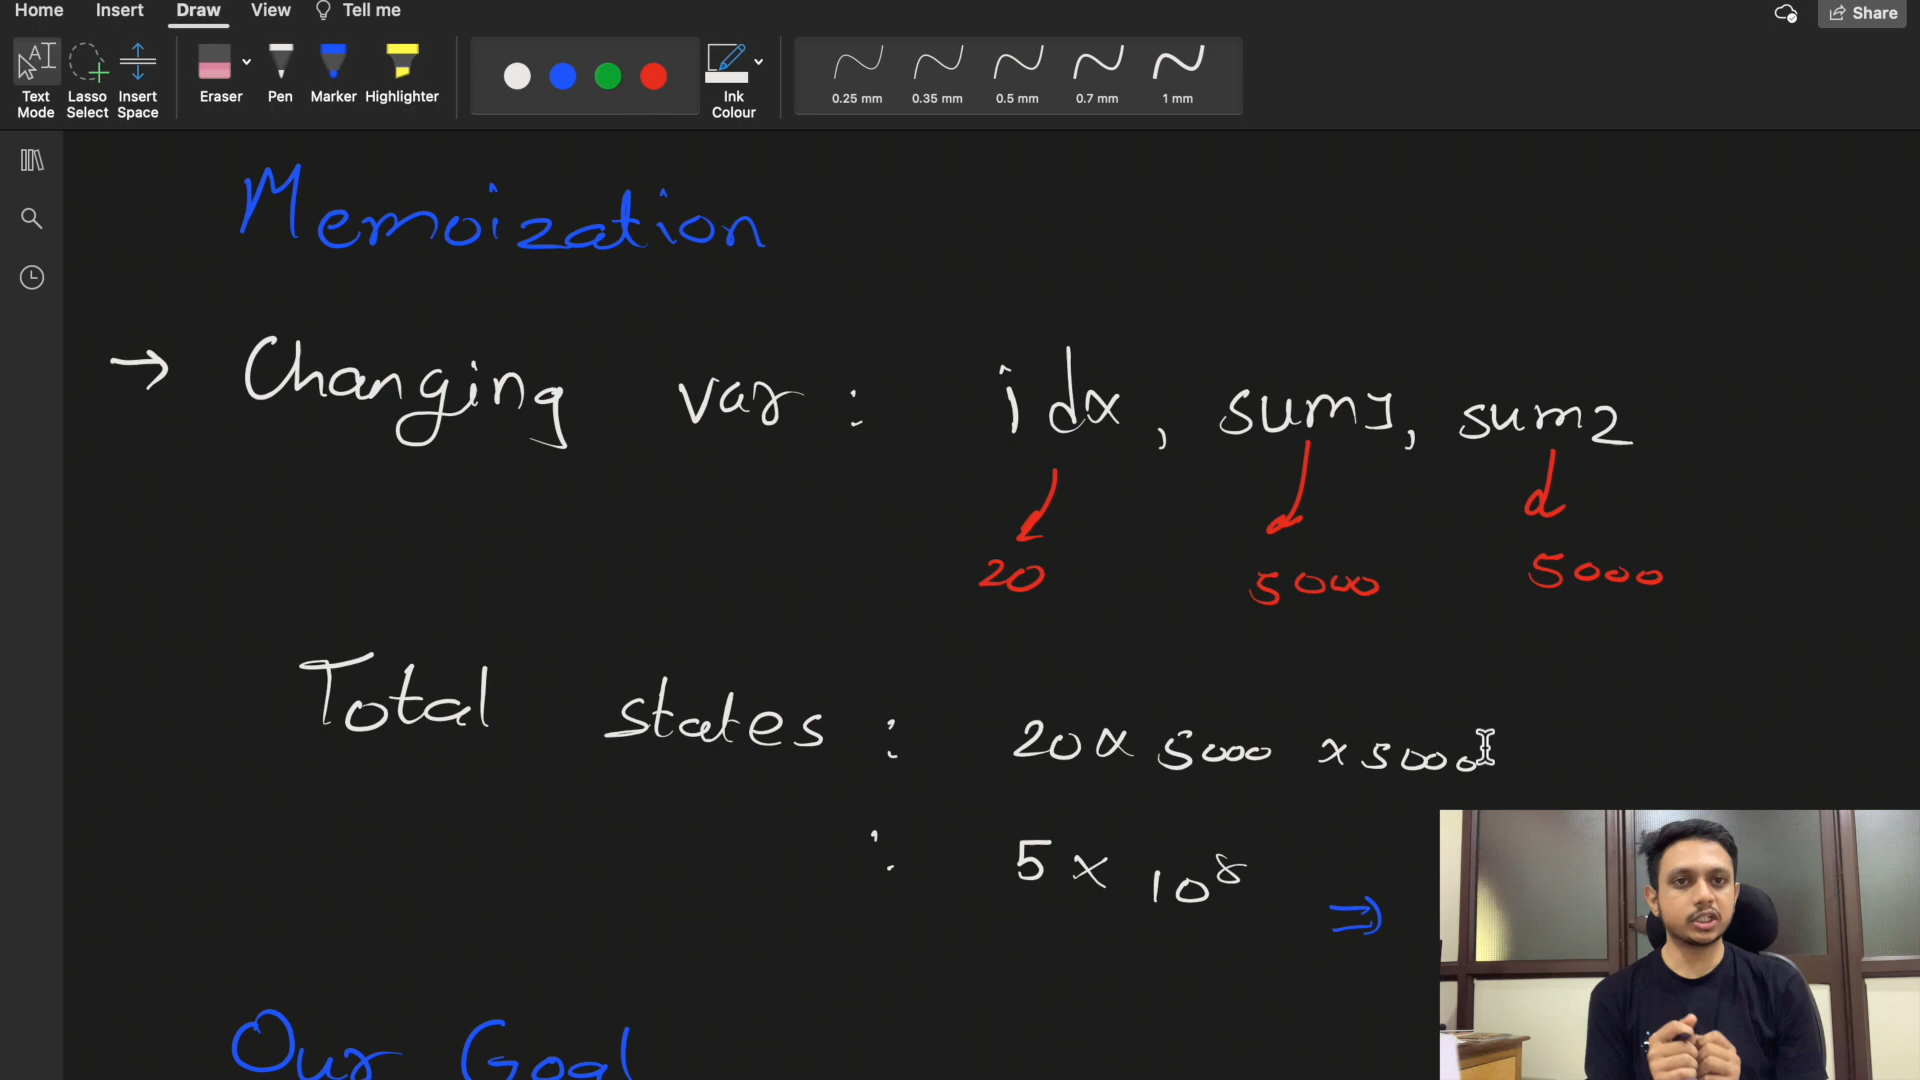 Home Insert Draw View Tell me Share
Text Mode
Lasso Select
Insert Space
Eraser
Pen
Marker
Highlighter
Ink Colour
0.25 mm
0.35 mm
0.5 mm
0.7 mm
1 mm
Memoization
→ Changing var : idx, sum1, sum2
20 5000 5000
Total states : 20 x 5000 x 5000
: 5 x 10⁸ ⇒
Our Goal